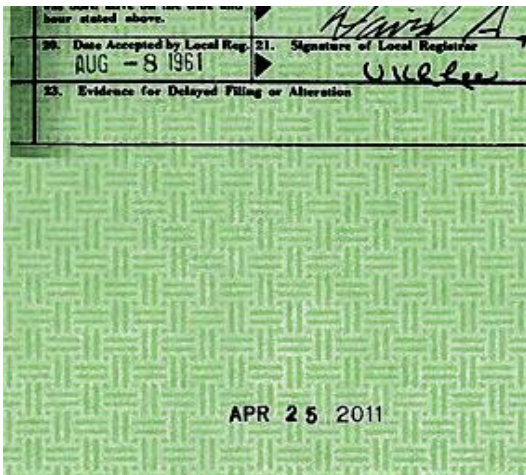 hour stated above.
David A
20. Date Accepted by Local Reg.
21. Signature of Local Registrar
AUG -8 1961
23. Evidence for Delayed Filing or Alteration
APR 25 2011